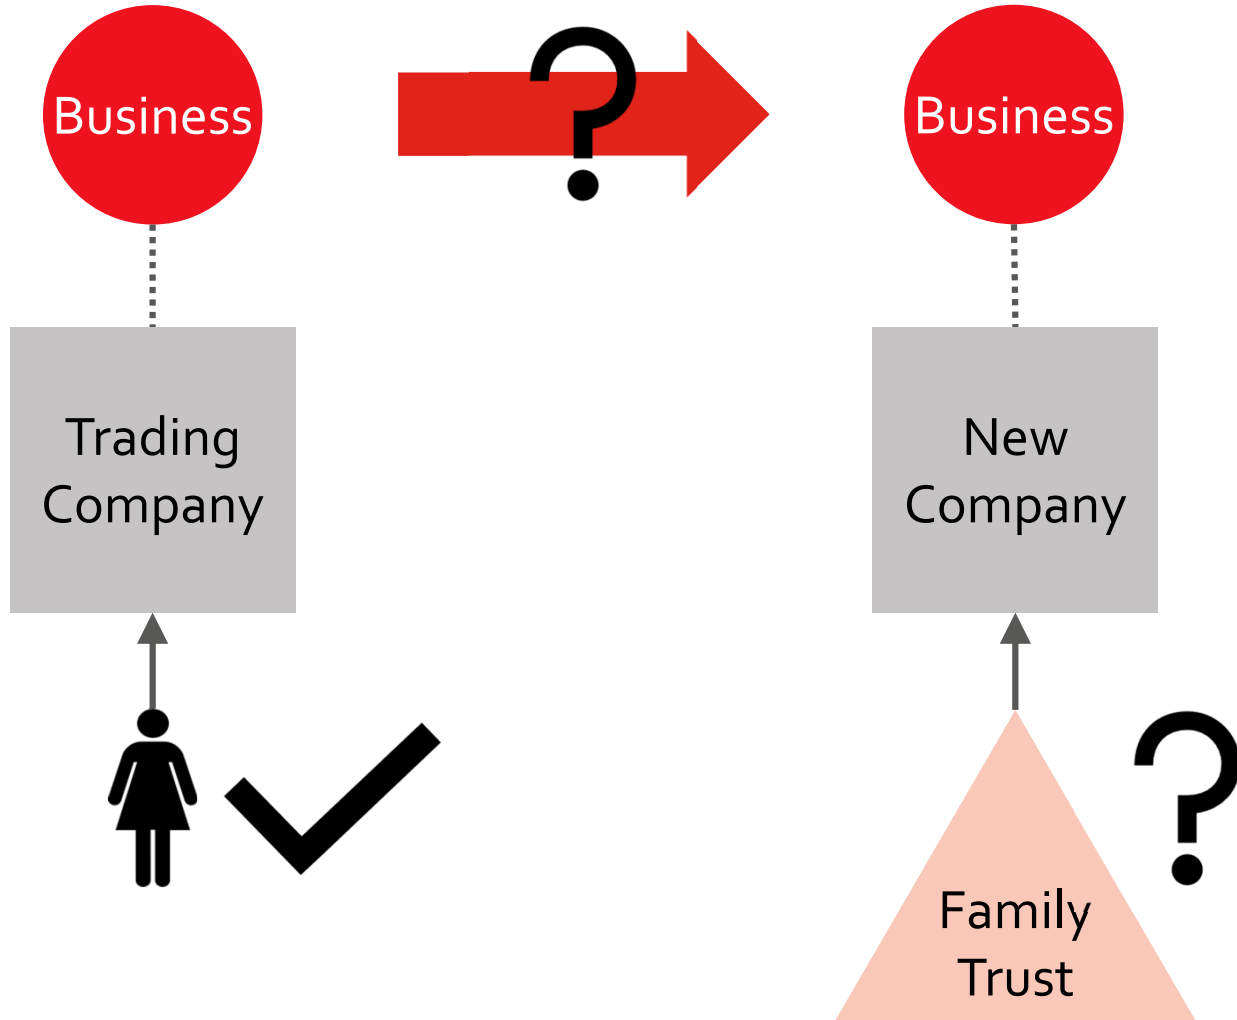 Business
?
Business
Trading
Company
New
Company
?
Family
Trust